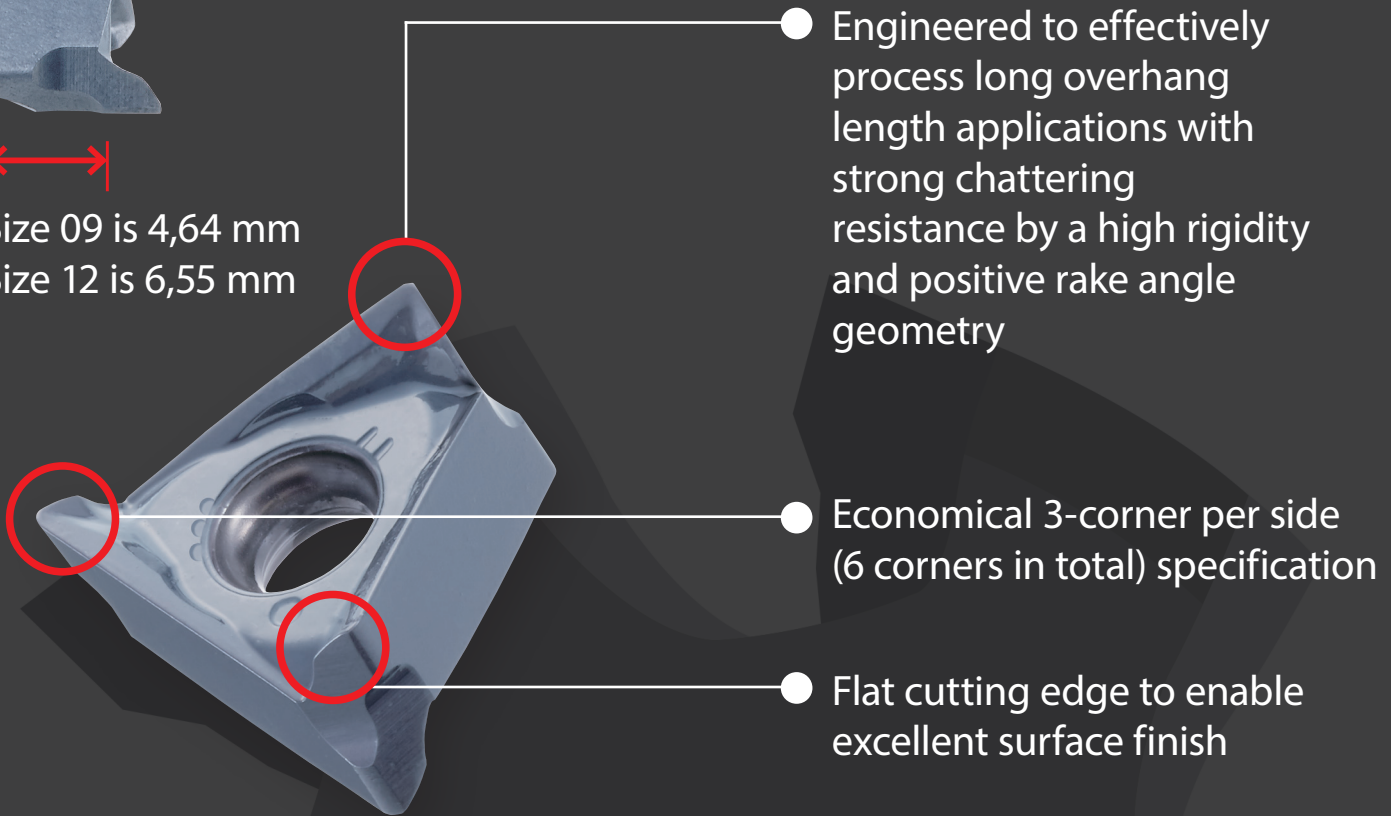 Engineered to effectively
process long overhang
length applications with
strong chattering
resistance by a high rigidity
and positive rake angle
geometry
Size 09 is 4,64 mm
Size 12 is 6,55 mm
Economical 3-corner per side
(6 corners in total) specification
Flat cutting edge to enable
excellent surface finish